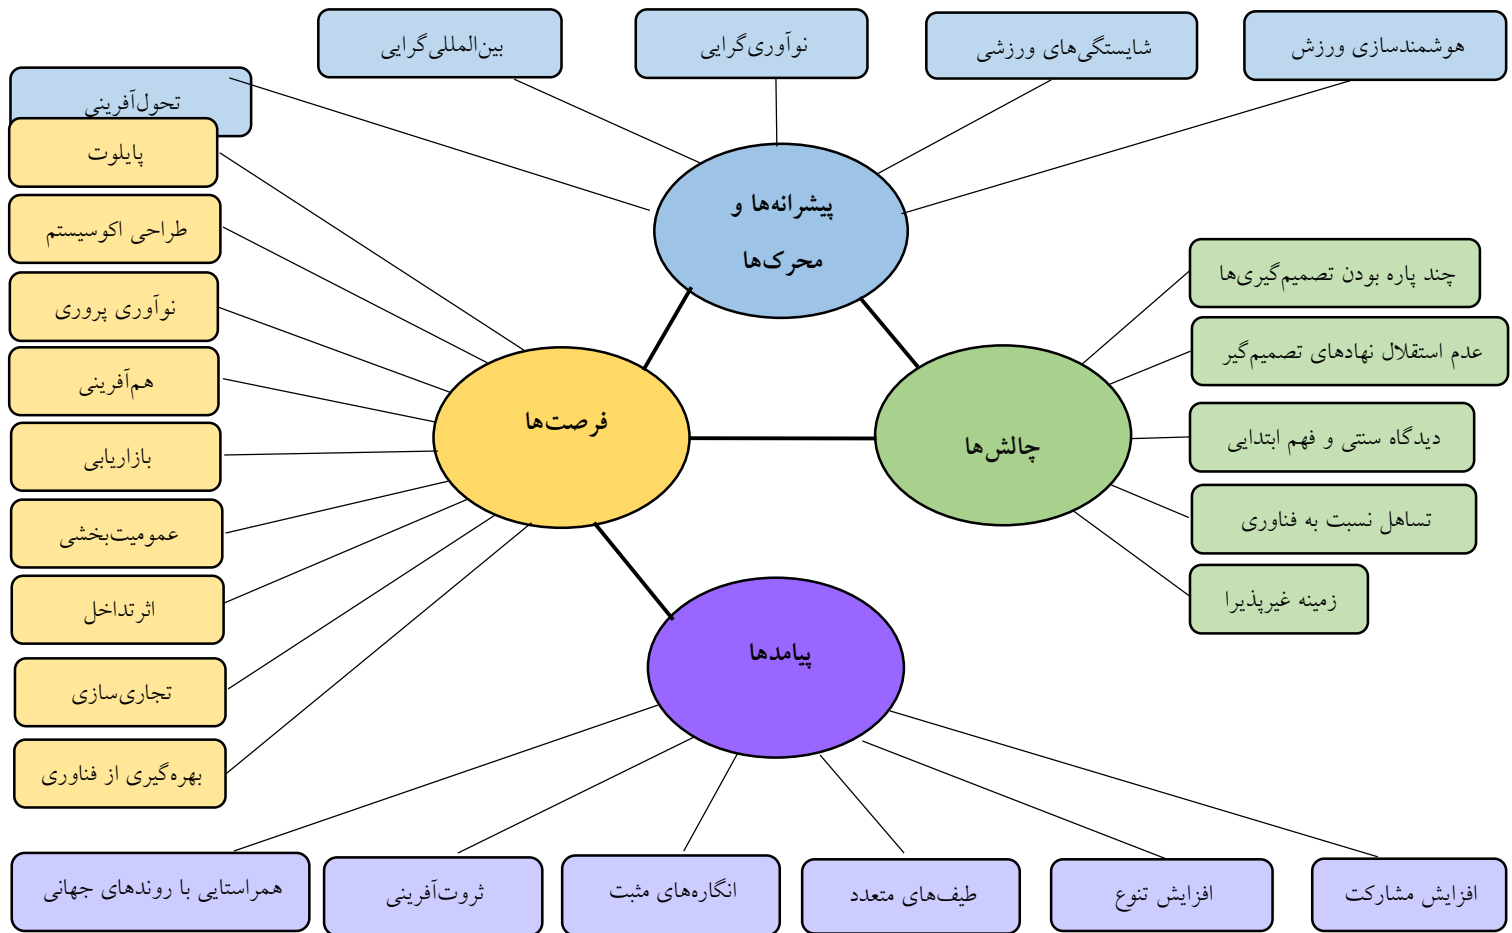 هوشمندسازی ورزش
شایستگی‌های ورزشی
نوآوری‌گرایی
بین‌المللی‌گرایی
تحول‌آفرینی
پیشرانه‌ها و
محرک‌ها
چند پاره بودن تصمیم‌گیری‌ها
عدم استقلال نهادهای تصمیم‌گیر
دیدگاه سنتی و فهم ابتدایی
تساهل نسبت به فناوری
زمینه غیرپذیرا
چالش‌ها
فرصت‌ها
پایلوت
طراحی اکوسیستم
نوآوری پروری
هم‌آفرینی
بازاریابی
عمومیت‌بخشی
اثرتداخل
تجاری‌سازی
بهره‌گیری از فناوری
پیامدها
افزایش مشارکت
افزایش تنوع
طیف‌های متعدد
انگاره‌های مثبت
ثروت‌آفرینی
همراستایی با روندهای جهانی